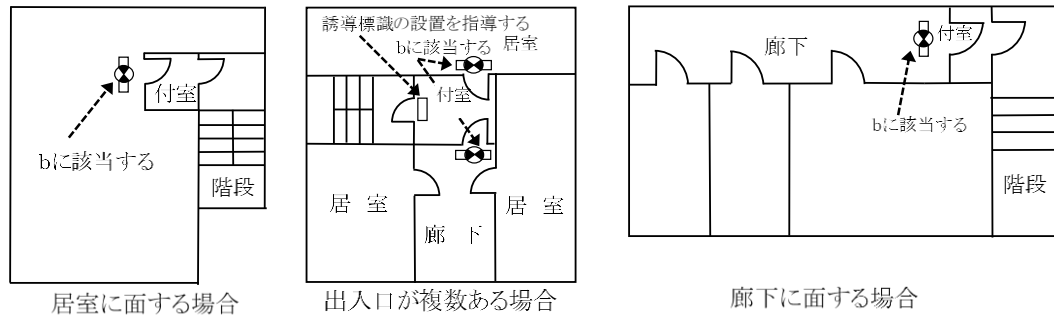 付室
bに該当する
階段
居室に面する場合
誘導標識の設置を指導する
bに該当する
居室
付室
居　室
居　室
廊　下
出入口が複数ある場合
廊下
付室
bに該当する
階段
廊下に面する場合